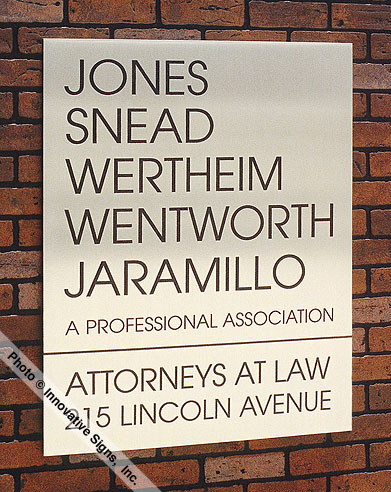 JONES
SNEAD
WERTHEIM
WENTWORTH
JARAMILLO
A PROFESSIONAL ASSOCIATION
ATTORNEYS AT LAW
215 LINCOLN AVENUE
Photo © Innovative Signs, Inc.